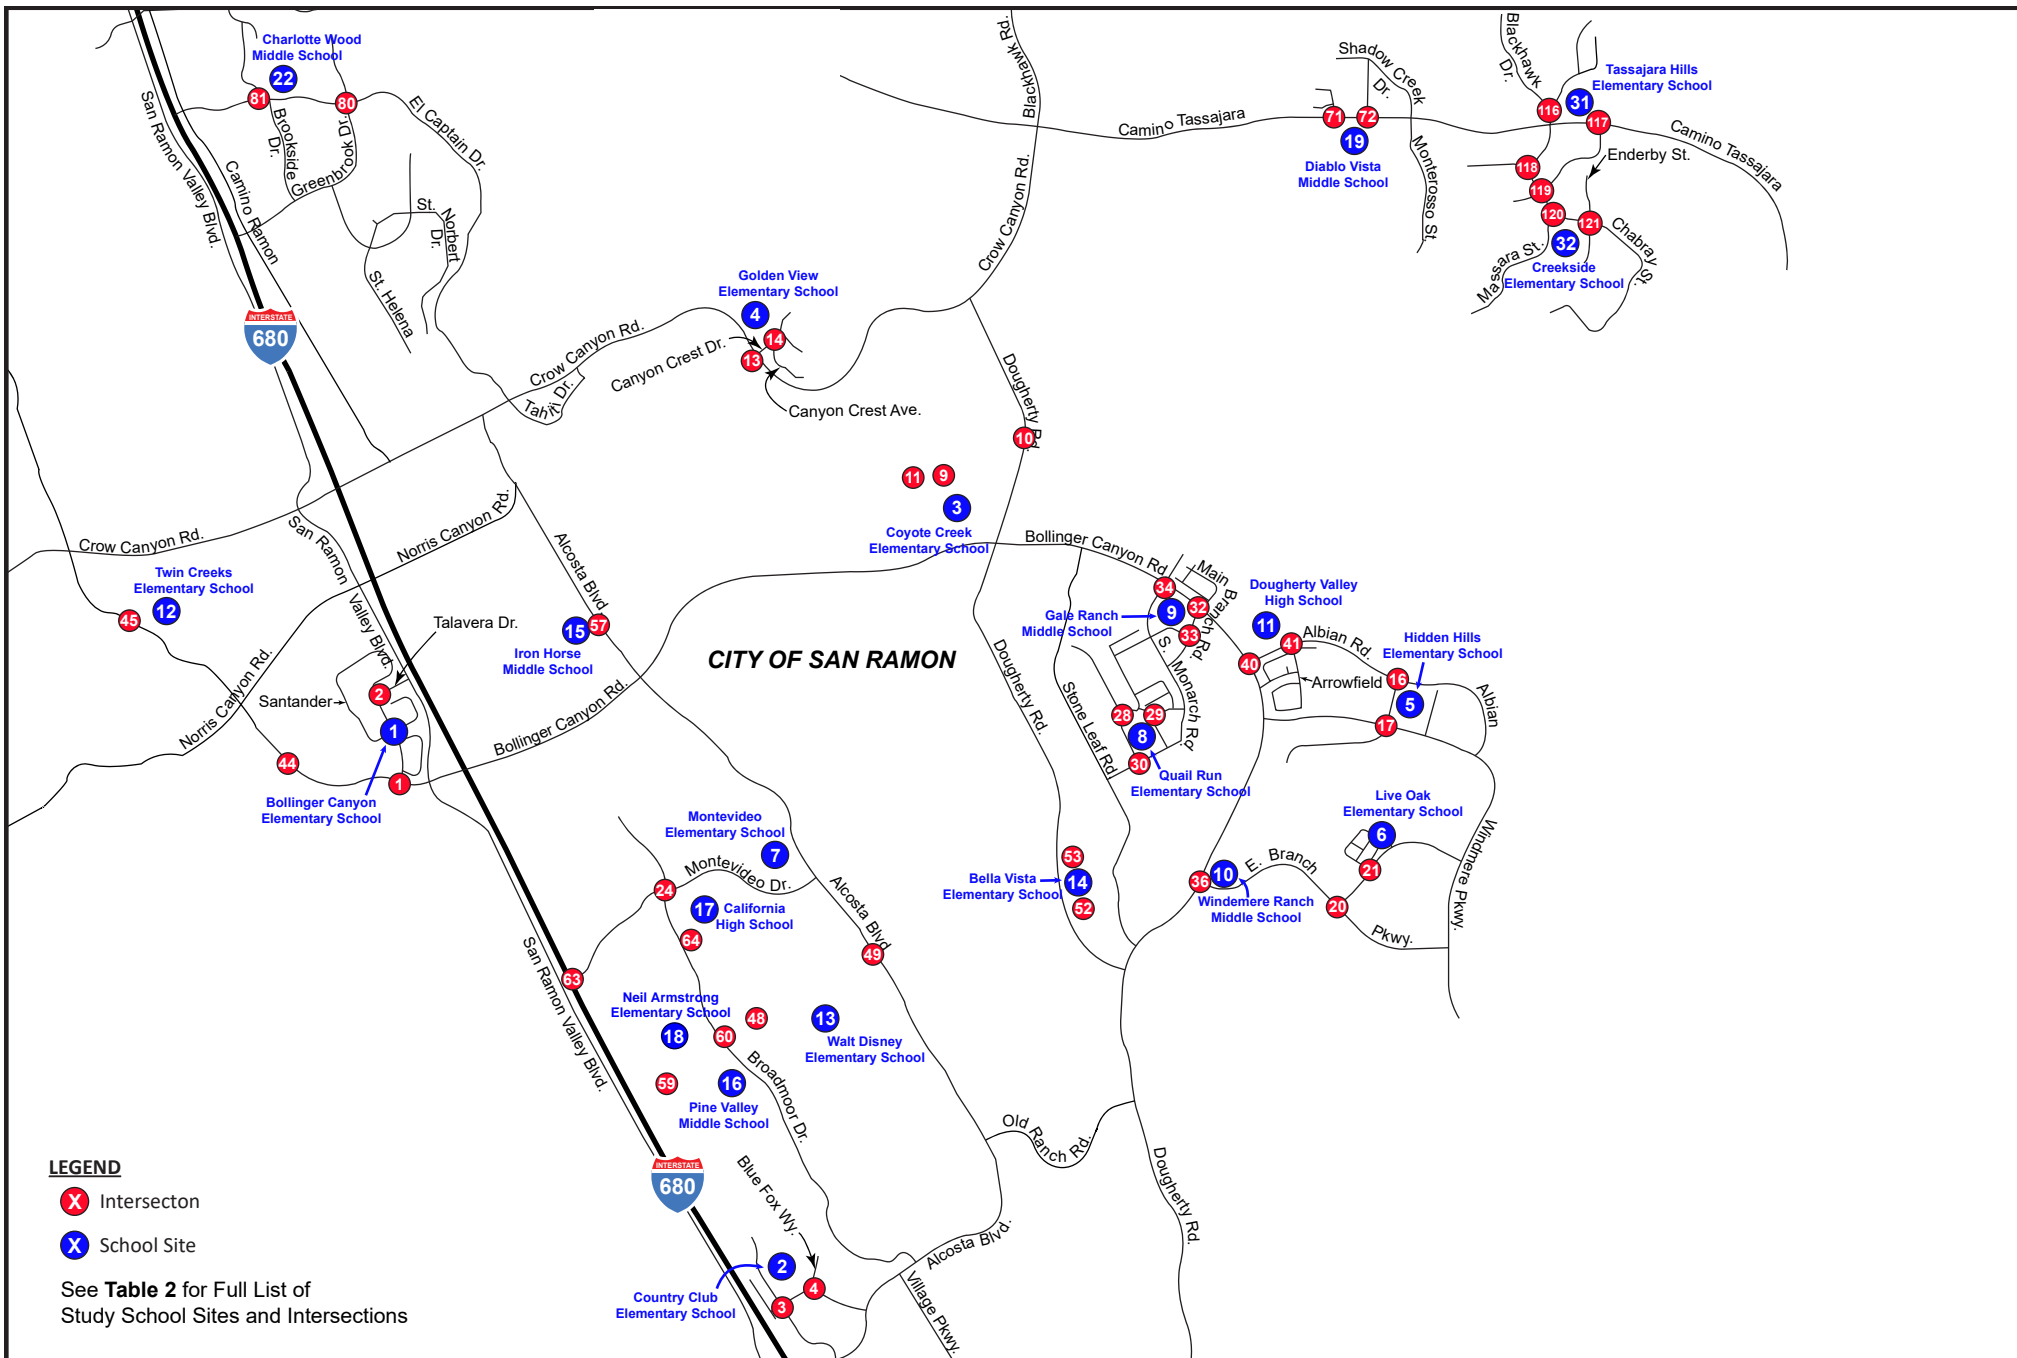 Charlotte Wood
Middle School
22
81
80
El Captain Dr.
Brookside
Dr.
Greenbrook Dr.
San Ramon Valley Blvd.
Camino Ramon
St. Norbert
Dr.
St. Helena
INTERSTATE
680
Blackhawk Rd.
Crow Canyon Rd.
Camino Tassajara
Shadow Creek
Dr.
71
72
19
Diablo Vista
Middle School
Monterosso St.
Blackhawk
Dr.
116
31
Tassajara Hills
Elementary School
117
Camino Tassajara
Enderby St.
118
119
120
121
32
Creekside
Elementary School
Massara St.
Chabray
St.
Golden View
Elementary School
4
14
13
Crow Canyon Rd.
Canyon Crest Dr.
Canyon Crest Ave.
Tahiti Dr.
Dougherty Rd.
10
11
9
3
Coyote Creek
Elementary School
Crow Canyon Rd.
Norris Canyon Rd.
San Ramon
Valley Blvd.
Alcosta Blvd.
Twin Creeks
Elementary School
12
45
Talavera Dr.
15
57
Iron Horse
Middle School
CITY OF SAN RAMON
Santander
2
1
Norris Canyon Rd.
44
1
Bollinger Canyon
Elementary School
Bollinger Canyon Rd.
Bollinger Canyon Rd
Main
Branch Rd.
34
9
32
33
Gale Ranch
Middle School
S. Monarch Rd.
Dougherty Valley
High School
11
41
40
Albian Rd.
Arrowfield
Hidden Hills
Elementary School
16
5
17
Albian
Dougherty Rd.
Stone Leaf Rd.
28
29
8
30
Quail Run
Elementary School
Live Oak
Elementary School
6
21
20
Windmere Pkwy.
E. Branch
Pkwy.
36
10
Windemere Ranch
Middle School
53
14
52
Bella Vista
Elementary School
Montevideo
Elementary School
7
Montevideo Dr.
24
17
California
High School
64
63
Alcosta Blvd
49
San Ramon Valley Blvd.
Neil Armstrong
Elementary School
18
60
48
13
Walt Disney
Elementary School
59
16
Pine Valley
Middle School
Broadmoor Dr.
Old Ranch Rd.
Dougherty Rd.
INTERSTATE
680
Blue Fox Wy.
2
4
3
Country Club
Elementary School
Alcosta Blvd.
Village Pkwy.
LEGEND
X Intersecton
X School Site
See Table 2 for Full List of
Study School Sites and Intersections